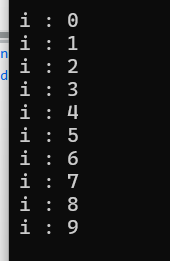 i : 0
i : 1
i : 2
i : 3
i : 4
i : 5
i : 6
i : 7
i : 8
i : 9
n
d